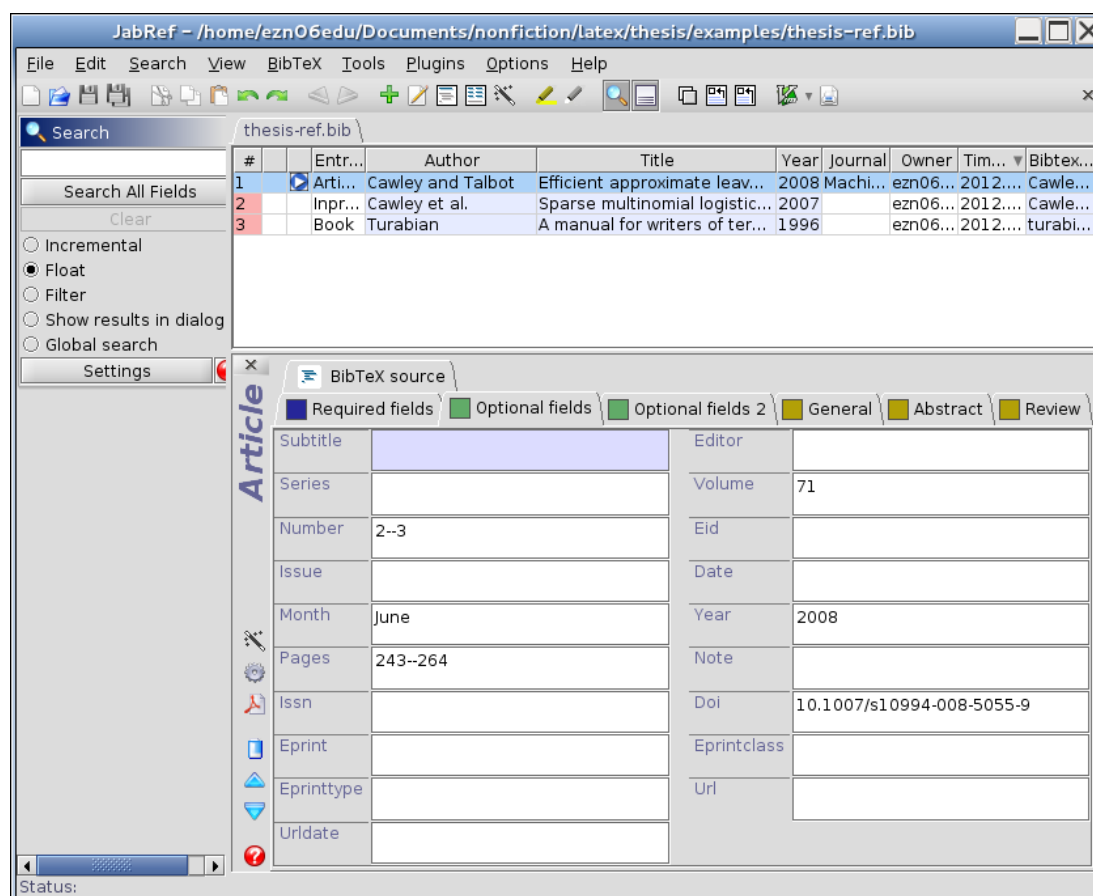 JabRef – /home/ezn06edu/Documents/nonfiction/latex/thesis/examples/thesis-ref.bib
File Edit Search View BibTeX Tools Plugins Options Help
Search
Search All Fields
Clear
Incremental
Float
Filter
Show results in dialog
Global search
Settings
thesis-ref.bib
# Entr... Author Title Year Journal Owner Tim... Bibtex...
1 Arti... Cawley and Talbot Efficient approximate leav... 2008 Machi... ezn06... 2012.... Cawle...
2 Inpr... Cawley et al. Sparse multinomial logistic... 2007 ezn06... 2012.... Cawle...
3 Book Turabian A manual for writers of ter... 1996 ezn06... 2012.... turabi...
Article
BibTeX source
Required fields Optional fields Optional fields 2 General Abstract Review
Subtitle Editor
Series Volume 71
Number 2--3 Eid
Issue Date
Month June Year 2008
Pages 243--264 Note
Issn Doi 10.1007/s10994-008-5055-9
Eprint Eprintclass
Eprinttype Url
Urldate
Status: